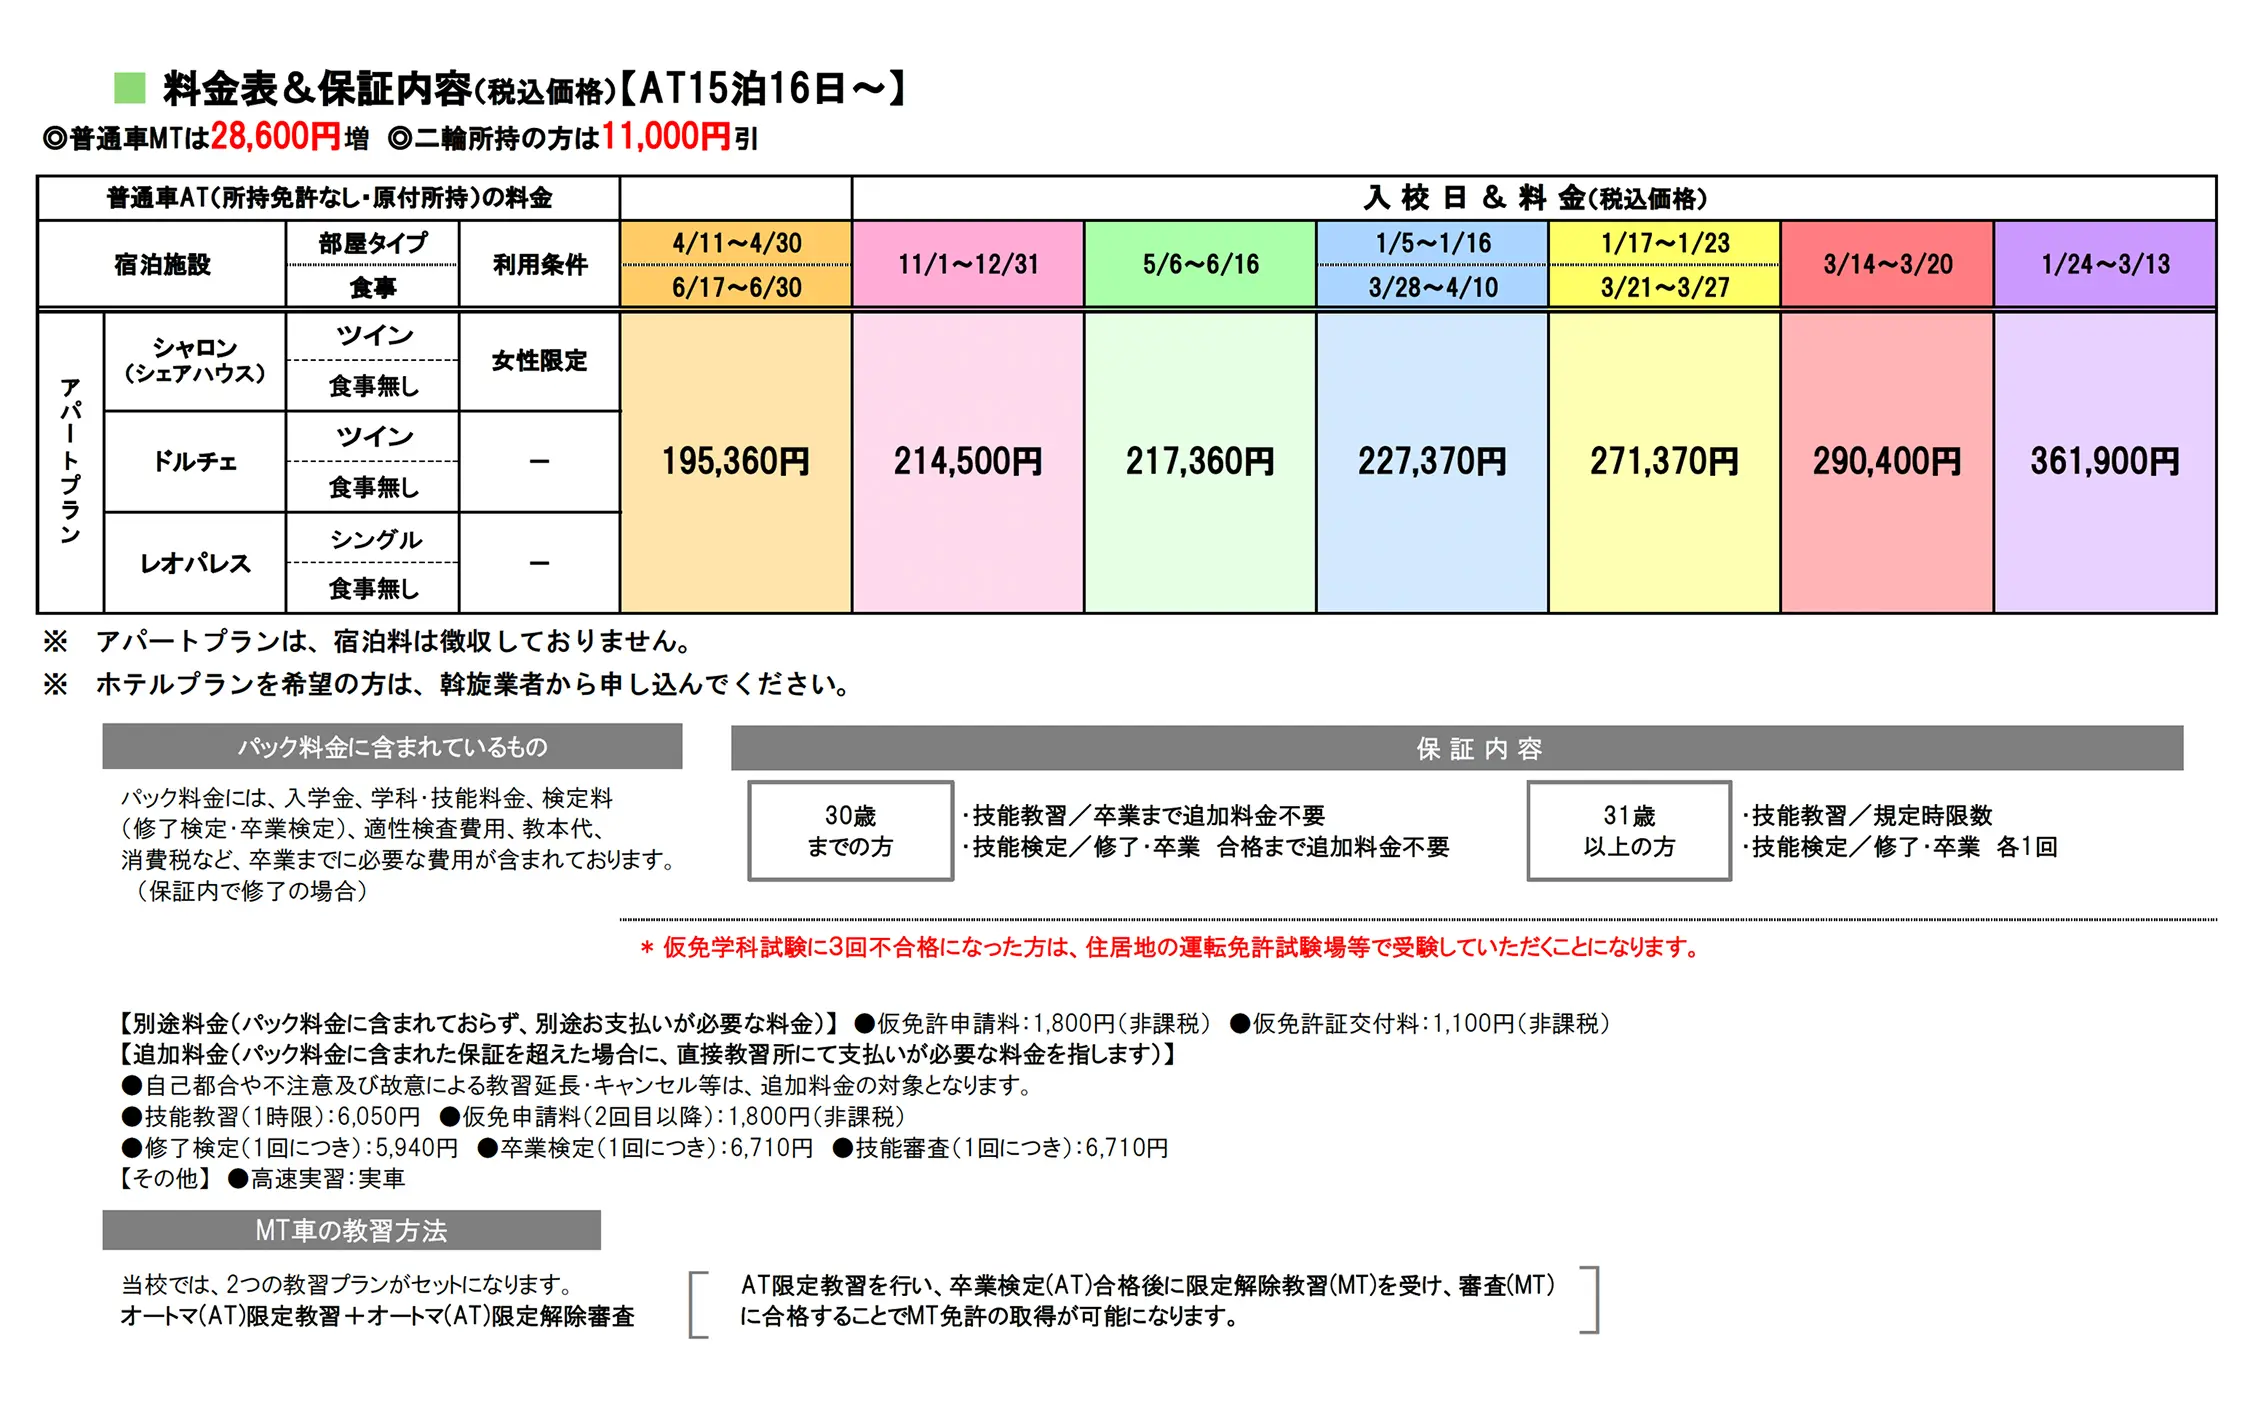 ■ 料金表＆保証内容(税込価格)【AT15泊16日～】
◎普通車MTは28,600円増 ◎二輪所持の方は11,000円引
普通車AT(所持免許なし・原付所持)の料金
入 校 日 & 料 金(税込価格)
宿泊施設
部屋タイプ
食事
利用条件
4/11～4/30
6/17～6/30
11/1～12/31
5/6～6/16
1/5～1/16
3/28～4/10
1/17～1/23
3/21～3/27
3/14～3/20
1/24～3/13
アパートプラン
シャロン
(シェアハウス)
ツイン
食事無し
女性限定
ドルチェ
ツイン
食事無し
－
レオパレス
シングル
食事無し
－
195,360円
214,500円
217,360円
227,370円
271,370円
290,400円
361,900円
※ アパートプランは、宿泊料は徴収しておりません。
※ ホテルプランを希望の方は、斡旋業者から申し込んでください。
パック料金に含まれているもの
パック料金には、入学金、学科・技能料金、検定料
(修了検定・卒業検定)、適性検査費用、教本代、
消費税など、卒業までに必要な費用が含まれております。
(保証内で修了の場合)
保 証 内 容
30歳
までの方
・技能教習／卒業まで追加料金不要
・技能検定／修了・卒業 合格まで追加料金不要
31歳
以上の方
・技能教習／規定時限数
・技能検定／修了・卒業 各1回
* 仮免学科試験に3回不合格になった方は、住居地の運転免許試験場等で受験していただくことになります。
【別途料金(パック料金に含まれておらず、別途お支払いが必要な料金)】 ●仮免許申請料：1,800円(非課税) ●仮免許証交付料：1,100円(非課税)
【追加料金(パック料金に含まれた保証を超えた場合に、直接教習所にて支払いが必要な料金を指します)】
●自己都合や不注意及び故意による教習延長・キャンセル等は、追加料金の対象となります。
●技能教習(1時限)：6,050円 ●仮免申請料(2回目以降)：1,800円(非課税)
●修了検定(1回につき)：5,940円 ●卒業検定(1回につき)：6,710円 ●技能審査(1回につき)：6,710円
【その他】 ●高速実習：実車
MT車の教習方法
当校では、2つの教習プランがセットになります。
オートマ(AT)限定教習＋オートマ(AT)限定解除審査
AT限定教習を行い、卒業検定(AT)合格後に限定解除教習(MT)を受け、審査(MT)
に合格することでMT免許の取得が可能になります。